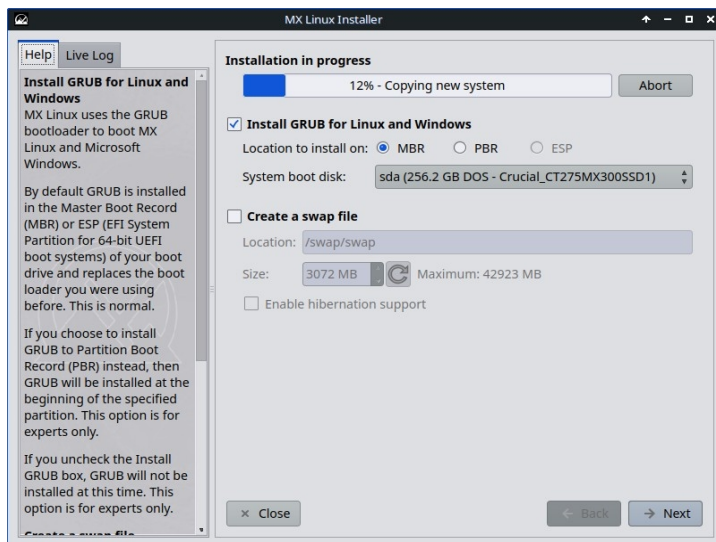 MX Linux Installer
Help
Live Log
Install GRUB for Linux and
Windows
MX Linux uses the GRUB
bootloader to boot MX
Linux and Microsoft
Windows.
By default GRUB is installed
in the Master Boot Record
(MBR) or ESP (EFI System
Partition for 64-bit UEFI
boot systems) of your boot
drive and replaces the boot
loader you were using
before. This is normal.
If you choose to install
GRUB to Partition Boot
Record (PBR) instead, then
GRUB will be installed at the
beginning of the specified
partition. This option is for
experts only.
If you uncheck the Install
GRUB box, GRUB will not be
installed at this time. This
option is for experts only.
Create a swap file
Installation in progress
12% - Copying new system
Abort
Install GRUB for Linux and Windows
Location to install on: MBR PBR ESP
System boot disk: sda (256.2 GB DOS - Crucial_CT275MX300SSD1)
Create a swap file
Location: /swap/swap
Size: 3072 MB Maximum: 42923 MB
Enable hibernation support
Close
Back
Next